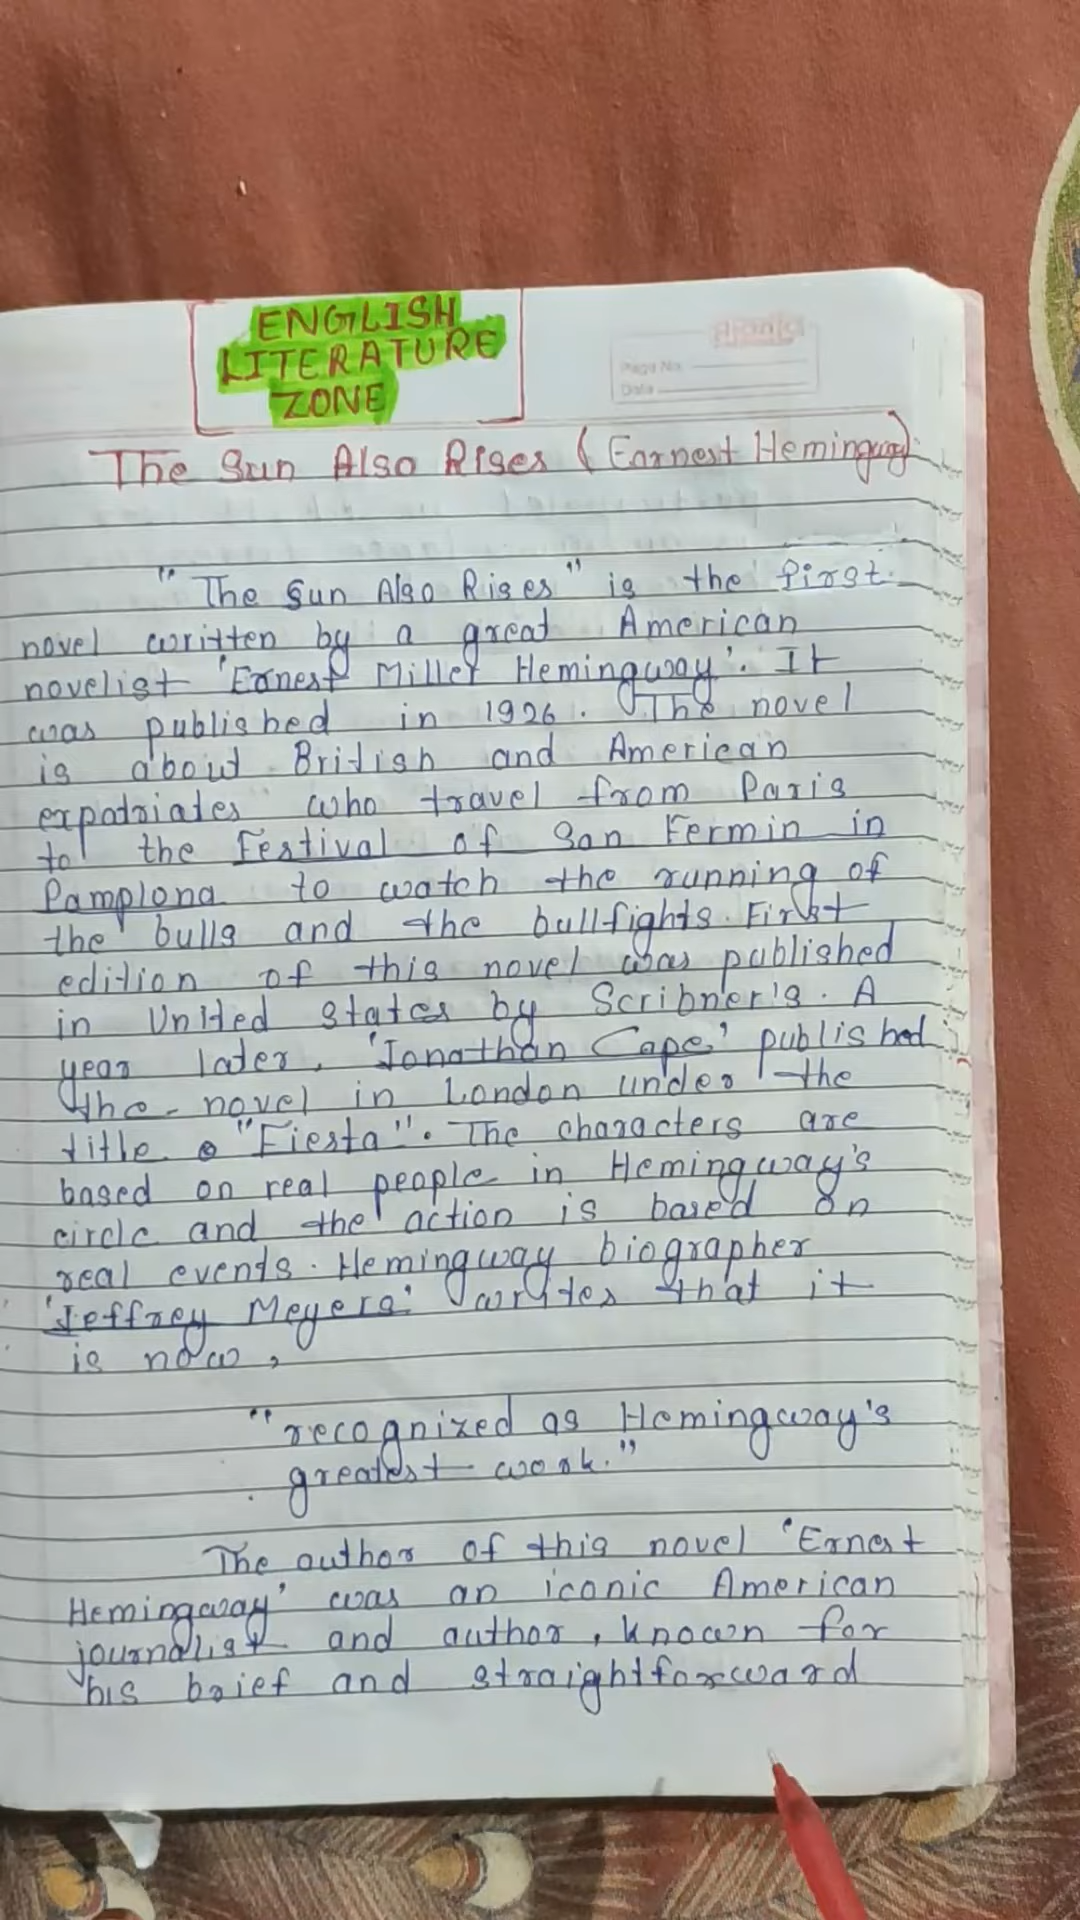 ENGLISH
LITERATURE
ZONE
Page No.
Date
The Sun Also Rises (Earnest Hemingway)
"The Sun Also Rises" is the first
novel written by a great American
novelist 'Ernest Miller Hemingway'. It
was published in 1926. The novel
is about British and American
expatriates who travel from Paris
to the Festival of San Fermin in
Pamplona to watch the running of
the bulls and the bullfights. First
edition of this novel was published
in United States by Scribner's. A
year later, 'Jonathan Cape' published
the novel in London under the
title "Fiesta". The characters are
based on real people in Hemingway's
circle and the action is based on
real events. Hemingway biographer
'Jeffrey Meyers' writes that it
is now,
"recognized as Hemingway's
greatest work."
The author of this novel 'Ernest
Hemingway' was an iconic American
journalist and author, known for
his brief and straightforward